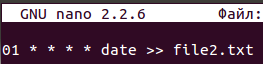 GNU nano 2.2.6 Файл:
01 * * * * date >> file2.txt